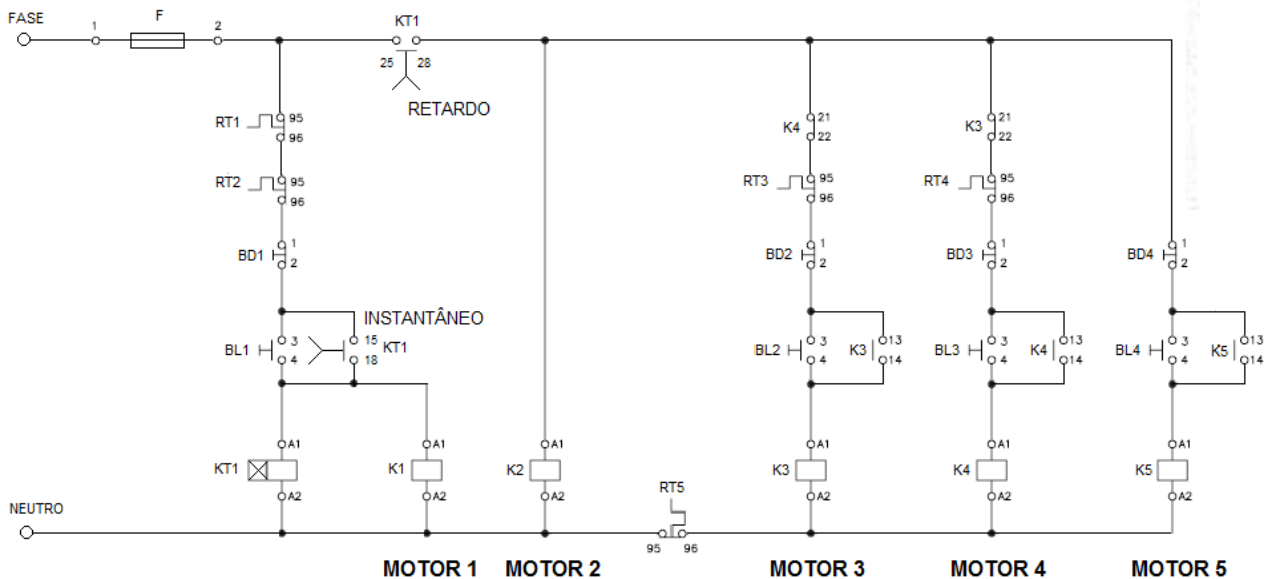 FASE
1
F
2
KT1
25
28
RETARDO
RT1
95
96
K4
21
22
K3
21
22
RT2
95
96
RT3
95
96
RT4
95
96
BD1
1
2
BD2
1
2
BD3
1
2
BD4
1
2
INSTANTÂNEO
BL1
3
4
15
KT1
18
BL2
3
4
K3
13
14
BL3
3
4
K4
13
14
BL4
3
4
K5
13
14
KT1
A1
A2
K1
A1
A2
K2
A1
A2
K3
A1
A2
K4
A1
A2
K5
A1
A2
RT5
95
96
NEUTRO
MOTOR 1
MOTOR 2
MOTOR 3
MOTOR 4
MOTOR 5